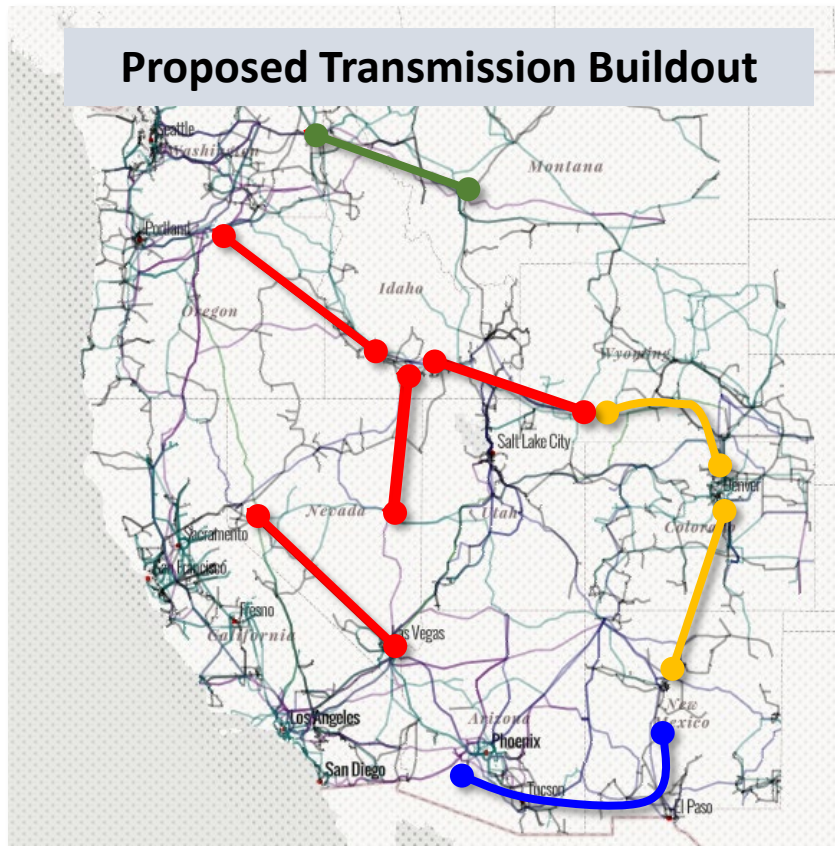 Proposed Transmission Buildout
Seattle
Washington
Montana
Portland
Idaho
Oregon
Wyoming
Salt Lake City
Denver
Nevada
Utah
Colorado
Sacramento
San Francisco
Fresno
California
Las Vegas
Los Angeles
Arizona
New
Mexico
Phoenix
San Diego
Tucson
El Paso